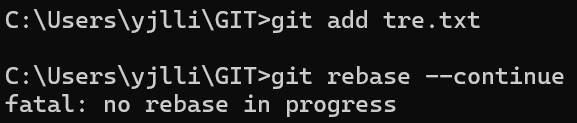 C:\Users\yjlli\GIT>git add tre.txt
C:\Users\yjlli\GIT>git rebase --continue
fatal: no rebase in progress